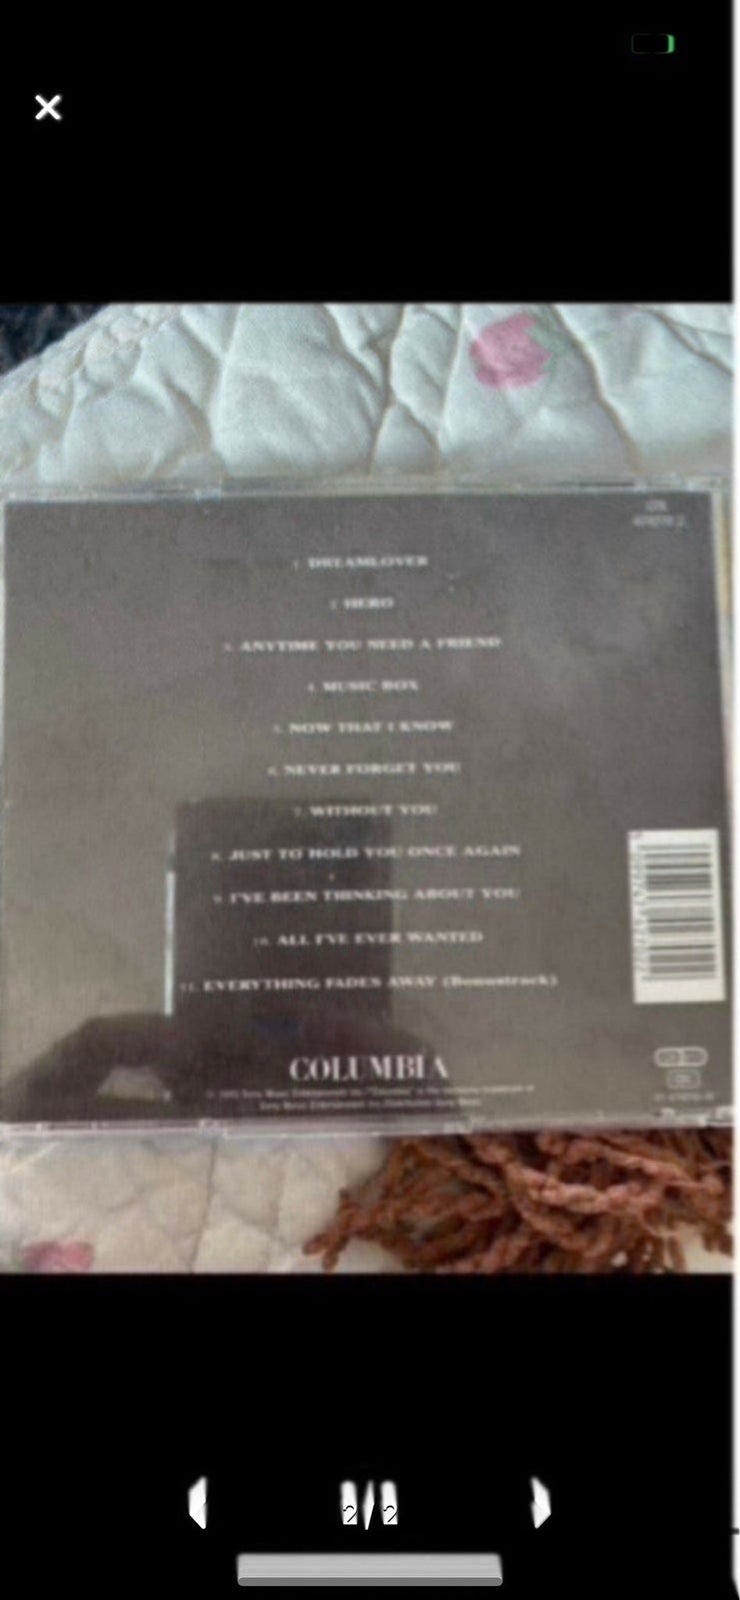 1. DREAMLOVER
2. HERO
3. ANYTIME YOU NEED A FRIEND
4. MUSIC BOX
5. NOW THAT I KNOW
6. NEVER FORGET YOU
7. WITHOUT YOU
8. JUST TO HOLD YOU ONCE AGAIN
9. I'VE BEEN THINKING ABOUT YOU
10. ALL I'VE EVER WANTED
11. EVERYTHING FADES AWAY (Bonustrack)
COLUMBIA
2/2